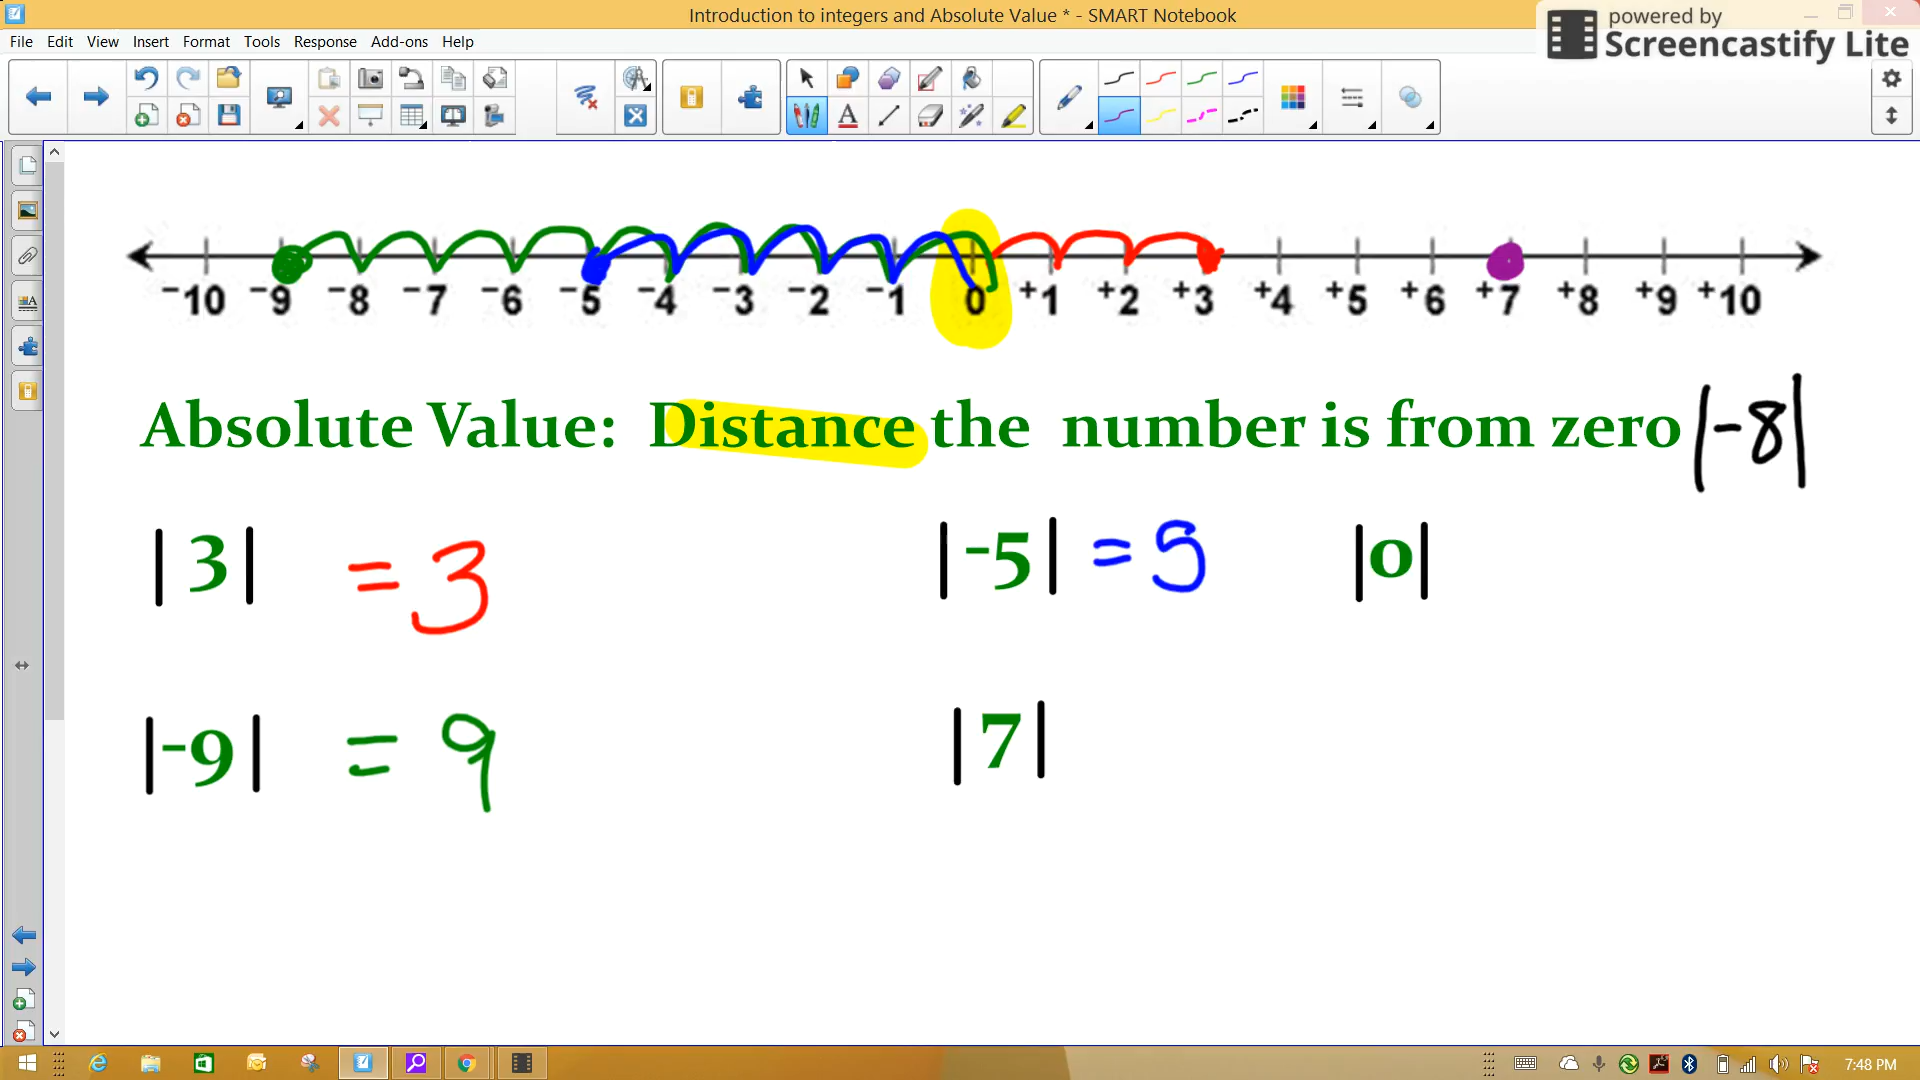 Introduction to integers and Absolute Value * - SMART Notebook
powered by
Screencastify Lite
File Edit View Insert Format Tools Response Add-ons Help
-10 -9 -8 -7 -6 -5 -4 -3 -2 -1 0 +1 +2 +3 +4 +5 +6 +7 +8 +9 +10
Absolute Value: Distance the number is from zero |-8|
|3| = 3 |-5| = 5 |0|
|-9| = 9 |7|
7:48 PM